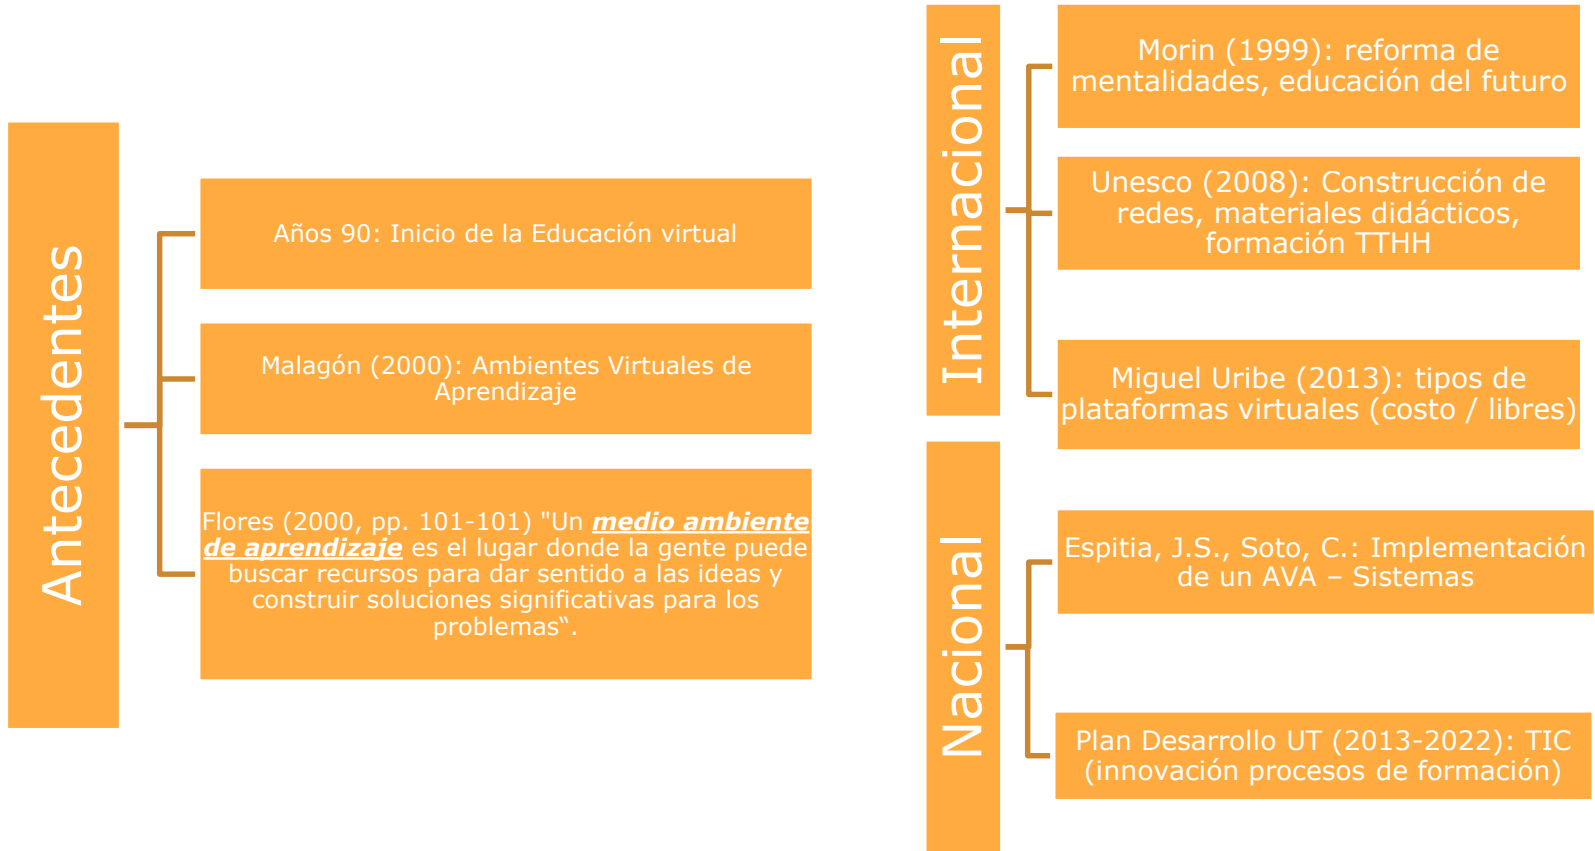 Antecedentes
Años 90: Inicio de la Educación virtual
Malagón (2000): Ambientes Virtuales de
Aprendizaje
Flores (2000, pp. 101-101) "Un medio ambiente
de aprendizaje es el lugar donde la gente puede
buscar recursos para dar sentido a las ideas y
construir soluciones significativas para los
problemas“.
Internacional
Morin (1999): reforma de
mentalidades, educación del futuro
Unesco (2008): Construcción de
redes, materiales didácticos,
formación TTHH
Miguel Uribe (2013): tipos de
plataformas virtuales (costo / libres)
Nacional
Espitia, J.S., Soto, C.: Implementación
de un AVA – Sistemas
Plan Desarrollo UT (2013-2022): TIC
(innovación procesos de formación)